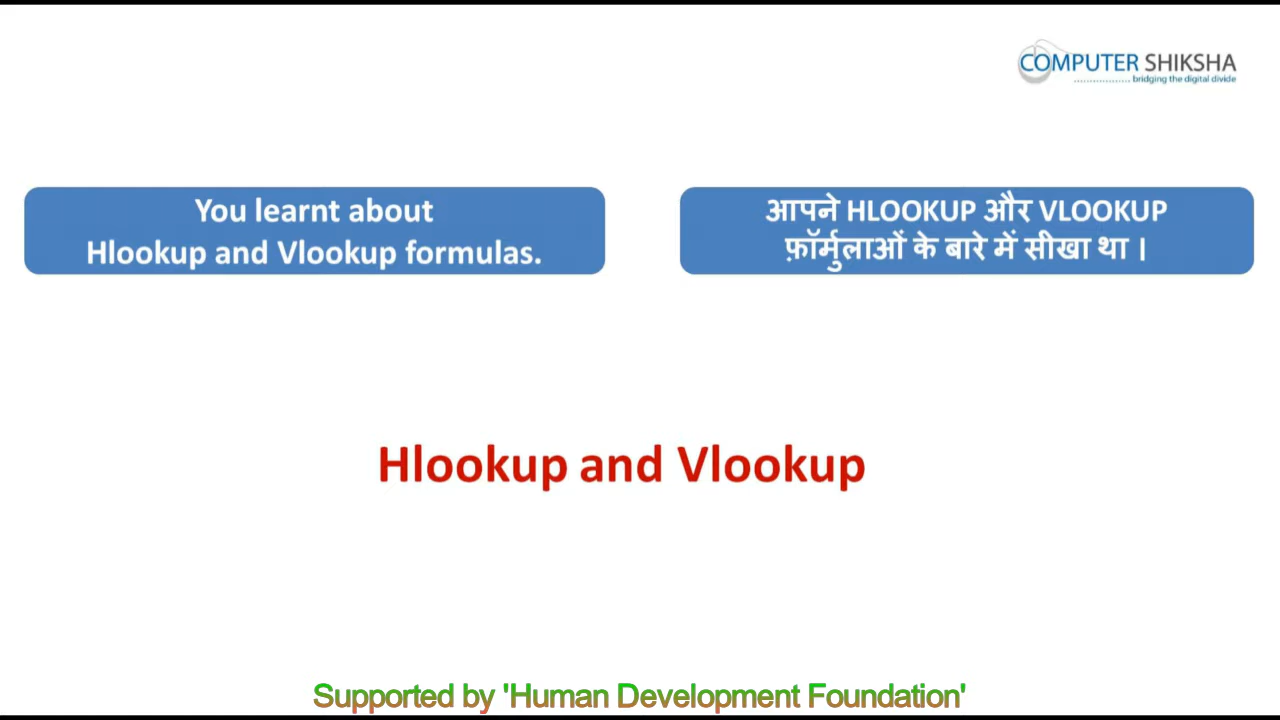 COMPUTER SHIKSHA
.................. bridging the digital divide
You learnt about
Hlookup and Vlookup formulas.
आपने HLOOKUP और VLOOKUP
फ़ॉर्मुलाओं के बारे में सीखा था ।
Hlookup and Vlookup
Supported by 'Human Development Foundation'